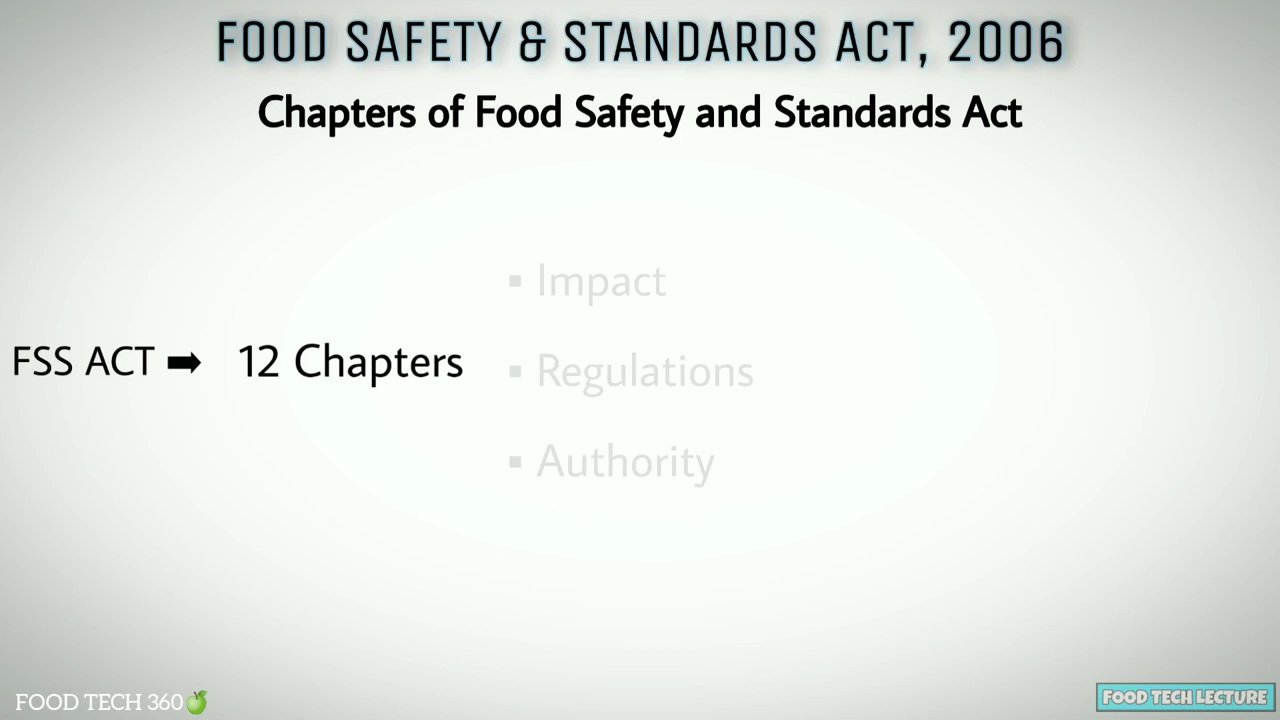 FOOD SAFETY & STANDARDS ACT, 2006
Chapters of Food Safety and Standards Act
▪ Impact
FSS ACT ➡ 12 Chapters
▪ Regulations
▪ Authority
FOOD TECH 360🍏
FOOD TECH LECTURE